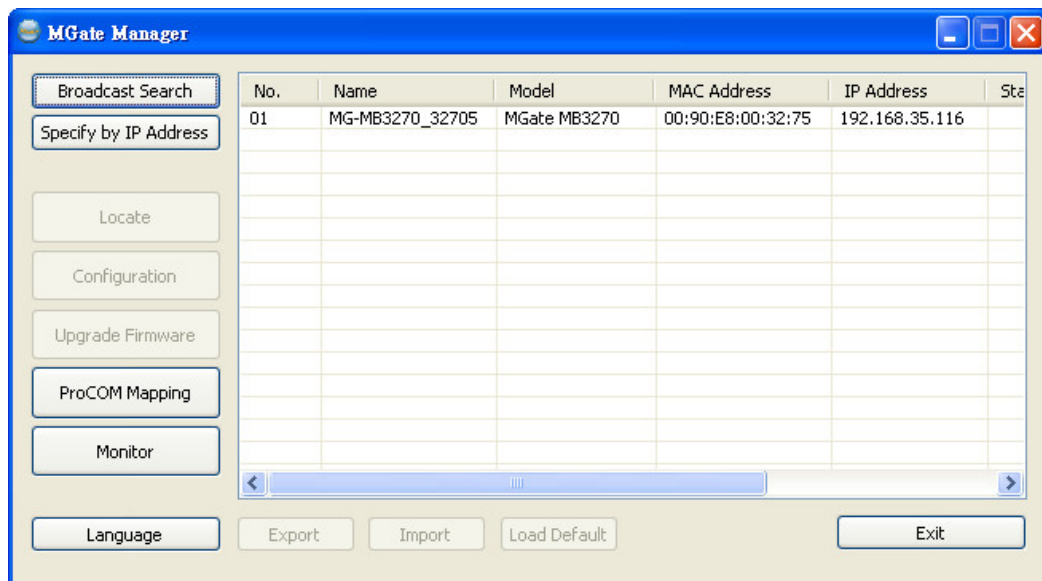 MGate Manager
Broadcast Search
Specify by IP Address
Locate
Configuration
Upgrade Firmware
ProCOM Mapping
Monitor
Language
No. Name Model MAC Address IP Address Sta
01 MG-MB3270_32705 MGate MB3270 00:90:E8:00:32:75 192.168.35.116
Export Import Load Default Exit